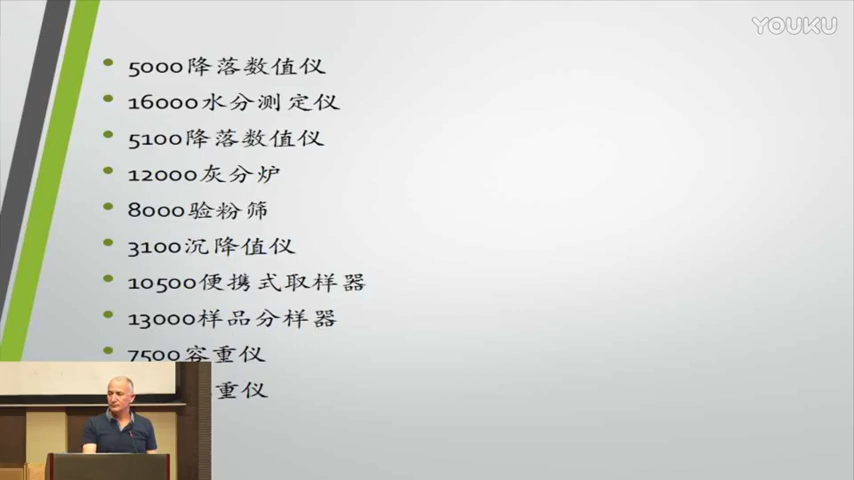 YOUKU
5000降落数值仪
16000水分测定仪
5100降落数值仪
12000灰分炉
8000验粉筛
3100沉降值仪
10500便携式取样器
13000样品分样器
7500容重仪
重仪